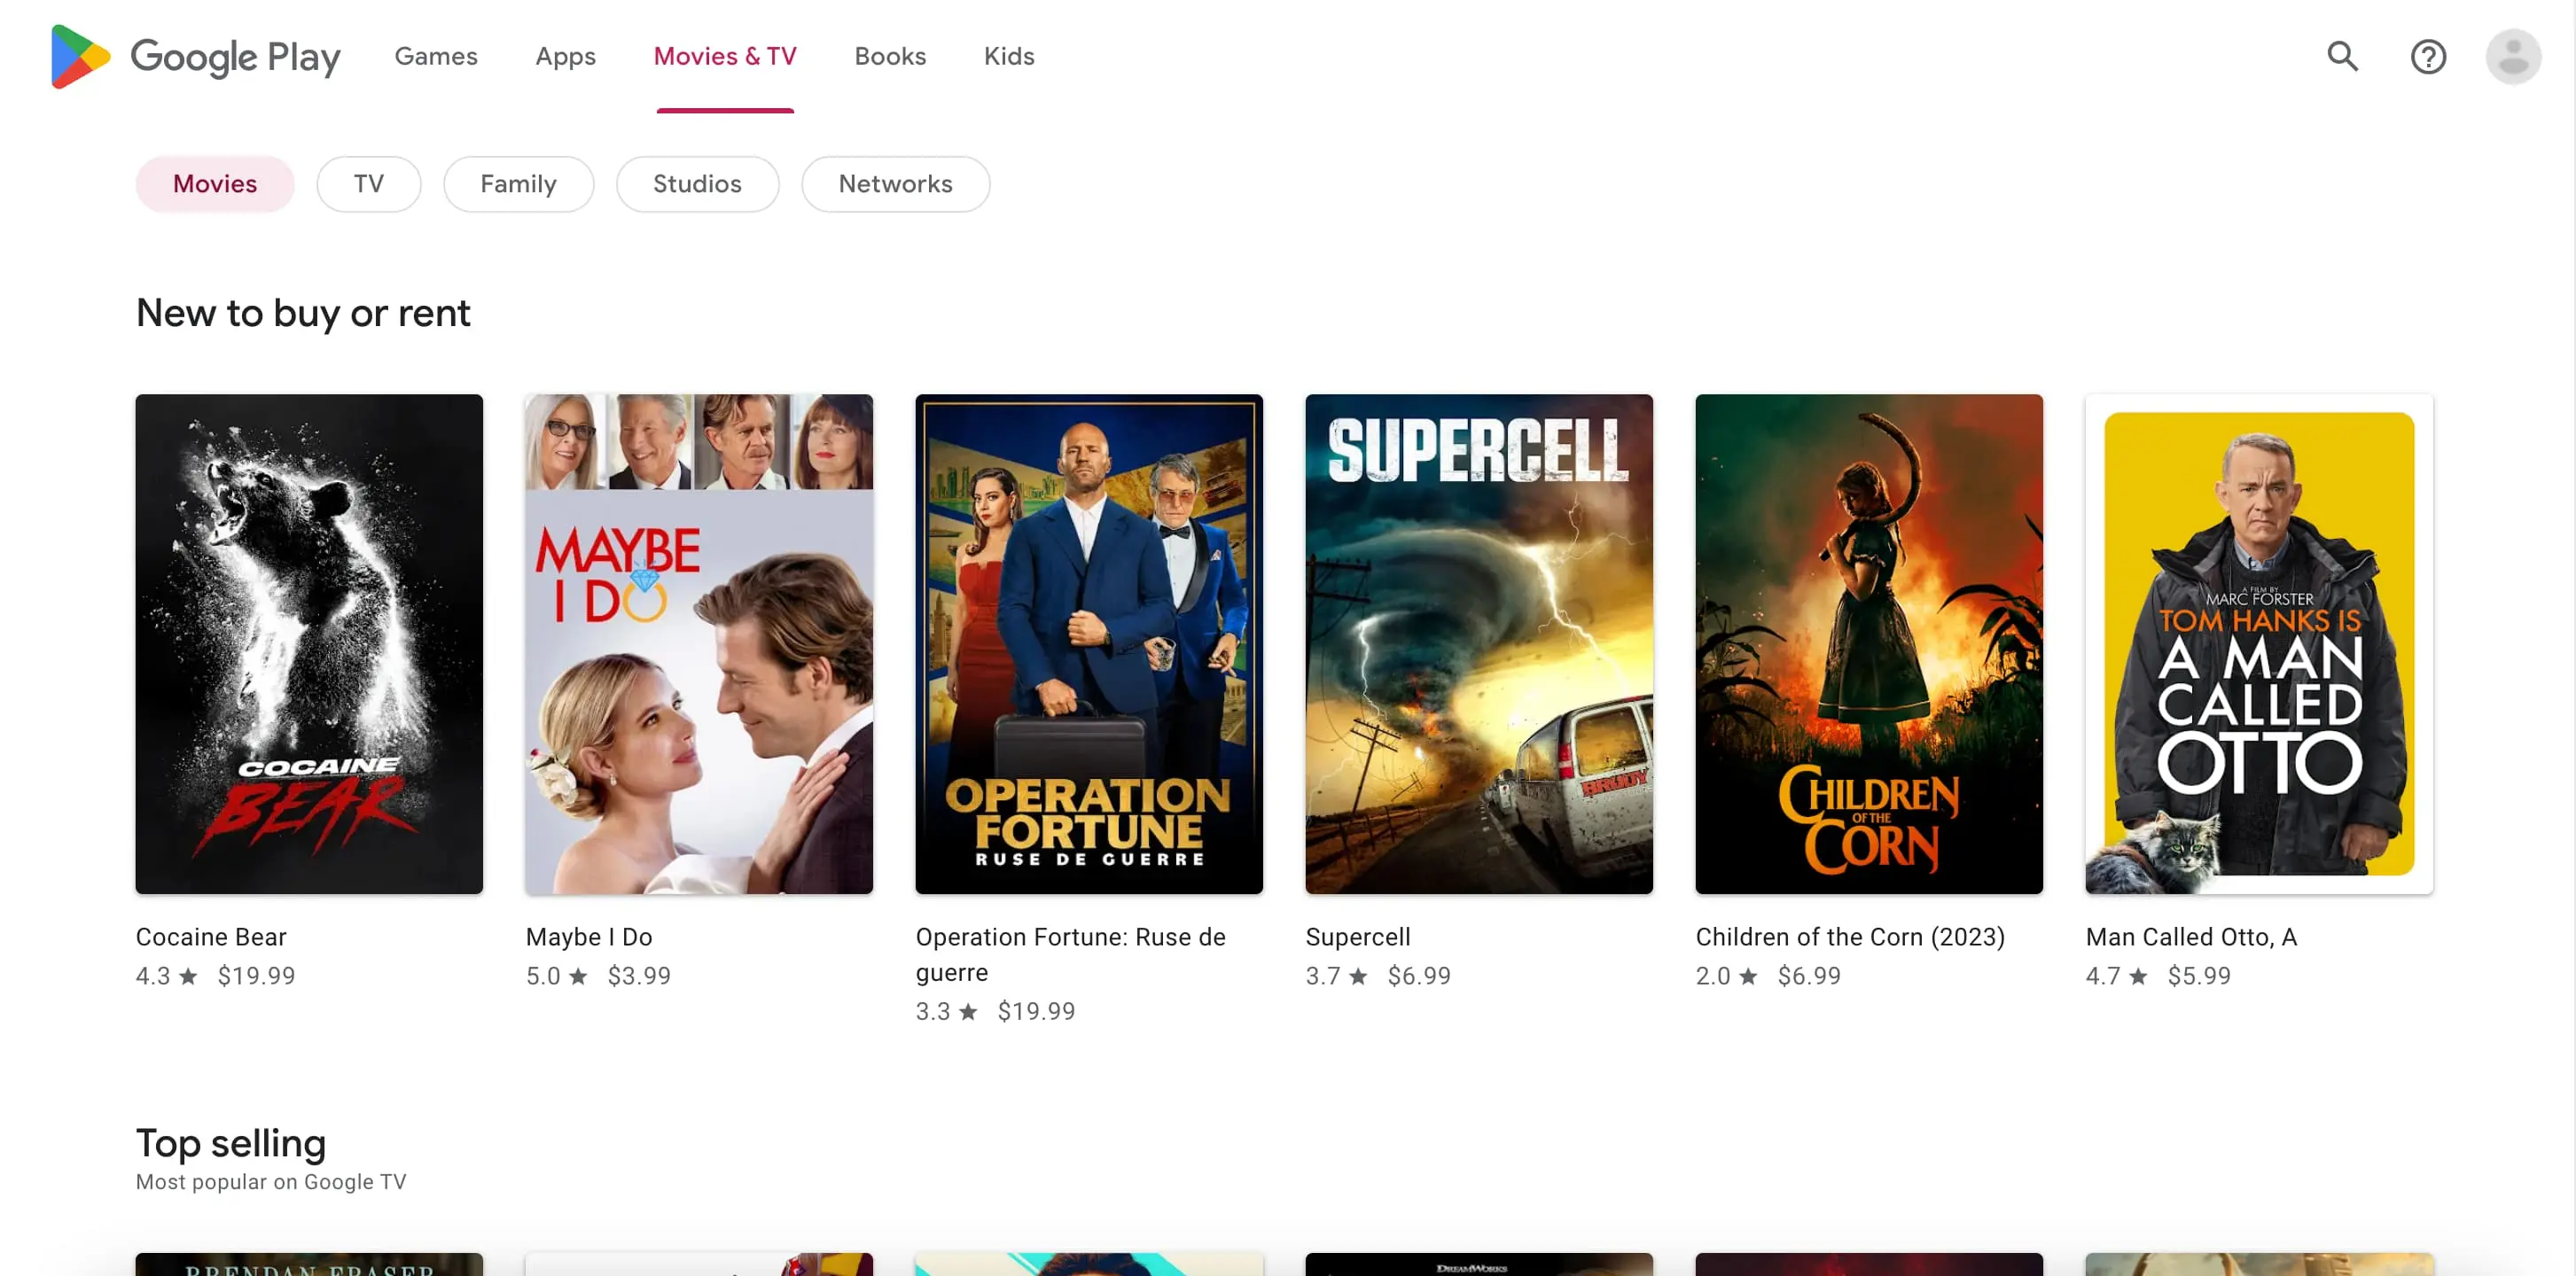 Google Play Games Apps Movies & TV Books Kids
Movies TV Family Studios Networks
New to buy or rent
COCAINE
BEAR
MAYBE
I DO
OPERATION
FORTUNE
RUSE DE GUERRE
SUPERCELL
BRODY
CHILDREN
OF THE
CORN
A FILM BY
MARC FORSTER
TOM HANKS IS
A MAN
CALLED
OTTO
Cocaine Bear
4.3 ★ $19.99
Maybe I Do
5.0 ★ $3.99
Operation Fortune: Ruse de
guerre
3.3 ★ $19.99
Supercell
3.7 ★ $6.99
Children of the Corn (2023)
2.0 ★ $6.99
Man Called Otto, A
4.7 ★ $5.99
Top selling
Most popular on Google TV
BRENDAN FRASER
DREAMWORKS